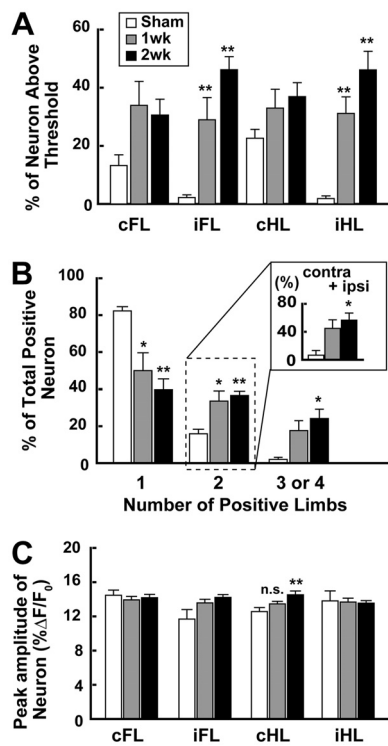 A
Sham
1wk
2wk
% of Neuron Above
Threshold
60
40
20
0
** ** ** **
cFL iFL cHL iHL
B
% of Total Positive
Neuron
100
80
60
40
20
0
* ** * ** *
(%) contra
+ ipsi
80
40
0
*
1 2 3 or 4
Number of Positive Limbs
C
Peak amplitude of
Neuron (%ΔF/F0)
20
16
12
8
4
0
n.s. **
cFL iFL cHL iHL